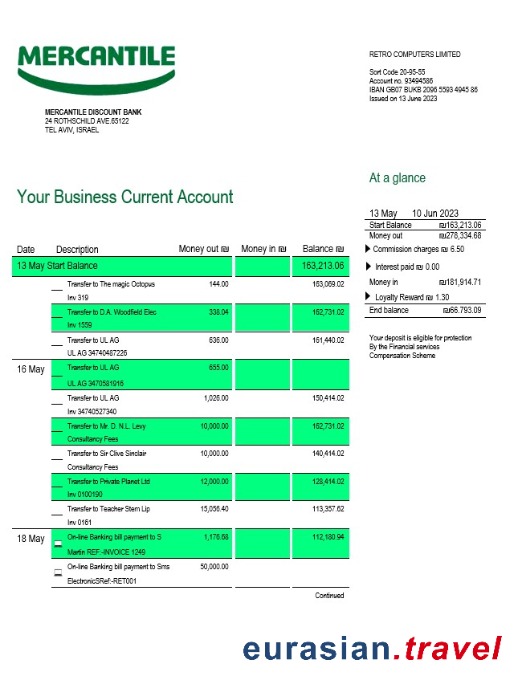 MERCANTILE
MERCANTILE DISCOUNT BANK
24 ROTHSCHILD AVE.65122
TEL AVIV, ISRAEL
RETRO COMPUTERS LIMITED
Sort Code 20-95-55
Account no. 93494586
IBAN GB07 BUKB 2096 5593 4945 86
Issued on 13 June 2023
Your Business Current Account
At a glance
13 May 10 Jun 2023
Start Balance ₪163,213.06
Money out ₪278,334.68
Commission charges ₪ 6.50
Interest paid ₪ 0.00
Money in ₪181,914.71
Loyalty Reward ₪ 1.30
End balance ₪66.793.09
Your deposit is eligible for protection
By the Financial services
Compensation Scheme
Date Description Money out ₪ Money in ₪ Balance ₪
13 May Start Balance 163,213.06
Transfer to The magic Octopus 144.00 163,069.02
Inv 319
Transfer to D.A. Woodfield Elec 338.04 162,731.02
Inv 1559
Transfer to UL AG 636.00 161,440.02
UL AG 34740487226
16 May Transfer to UL AG 655.00
UL AG 3470581916
Transfer to UL AG 1,026.00 150,414.02
Inv 34740527340
Transfer to Mr. D. N.L. Levy 10,000.00 162,731.02
Consultancy Fees
Transfer to Sir Clive Sinclair 10,000.00 140,414.02
Consultancy Fees
Transfer to Private Planet Ltd 12,000.00 128,414.02
Inv 0100190
Transfer to Teacher Stern Lip 15,056.40 113,357.62
Inv 0161
18 May On-line Banking bill payment to S 1,176.68 112,180.94
Martin REF:-INVOICE 1249
On-line Banking bill payment to Sms 50,000.00
ElectronicSRef:-RET001
Continued
eurasian.travel